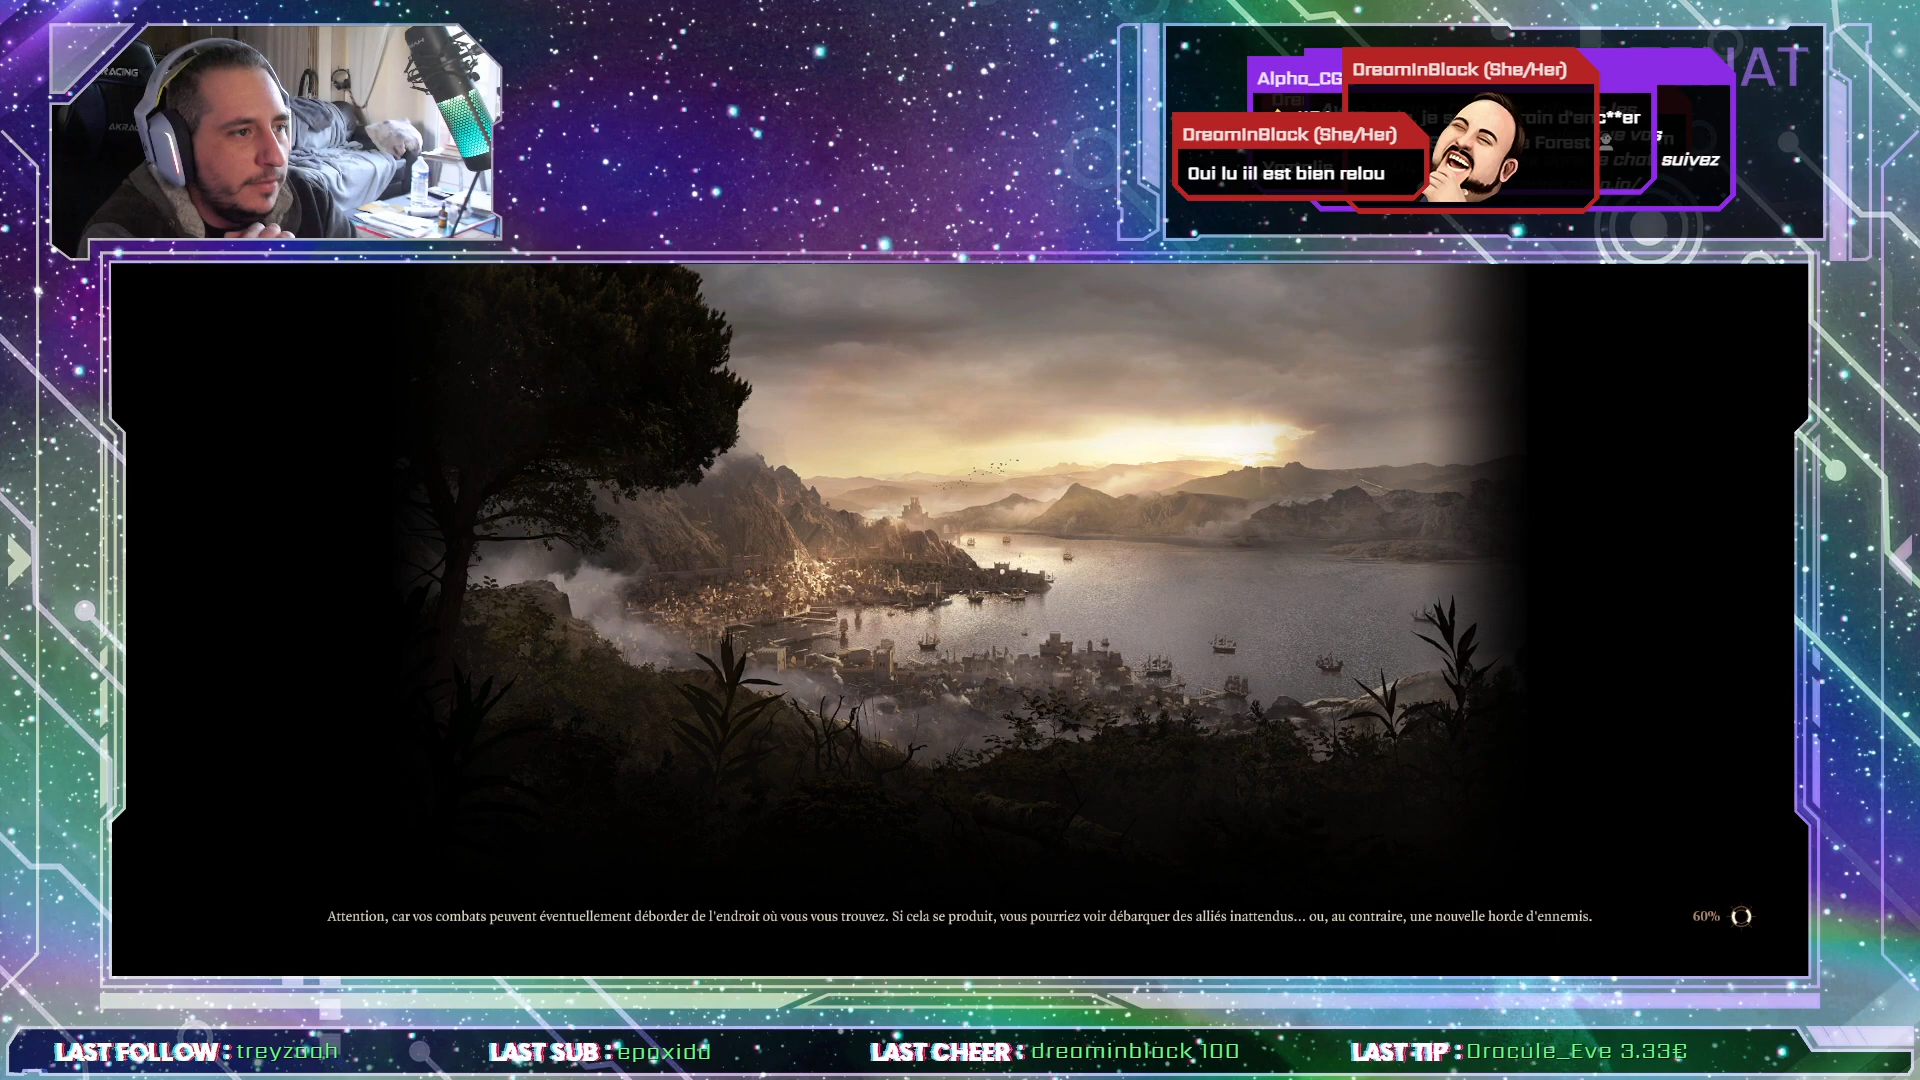 RACING
Alpha_CG
DreamInBlack (She/Her)
c**er
suivez
DreamInBlack (She/Her)
Oui lu iil est bien relou
Attention, car vos combats peuvent éventuellement déborder de l'endroit où vous vous trouvez. Si cela se produit, vous pourriez voir débarquer des alliés inattendus... ou, au contraire, une nouvelle horde d'ennemis.
60%
LAST FOLLOW : treyzaah
LAST SUB : epoxidd
LAST CHEER : dreaminblack 100
LAST TIP : Dracule_Eve 3.33€